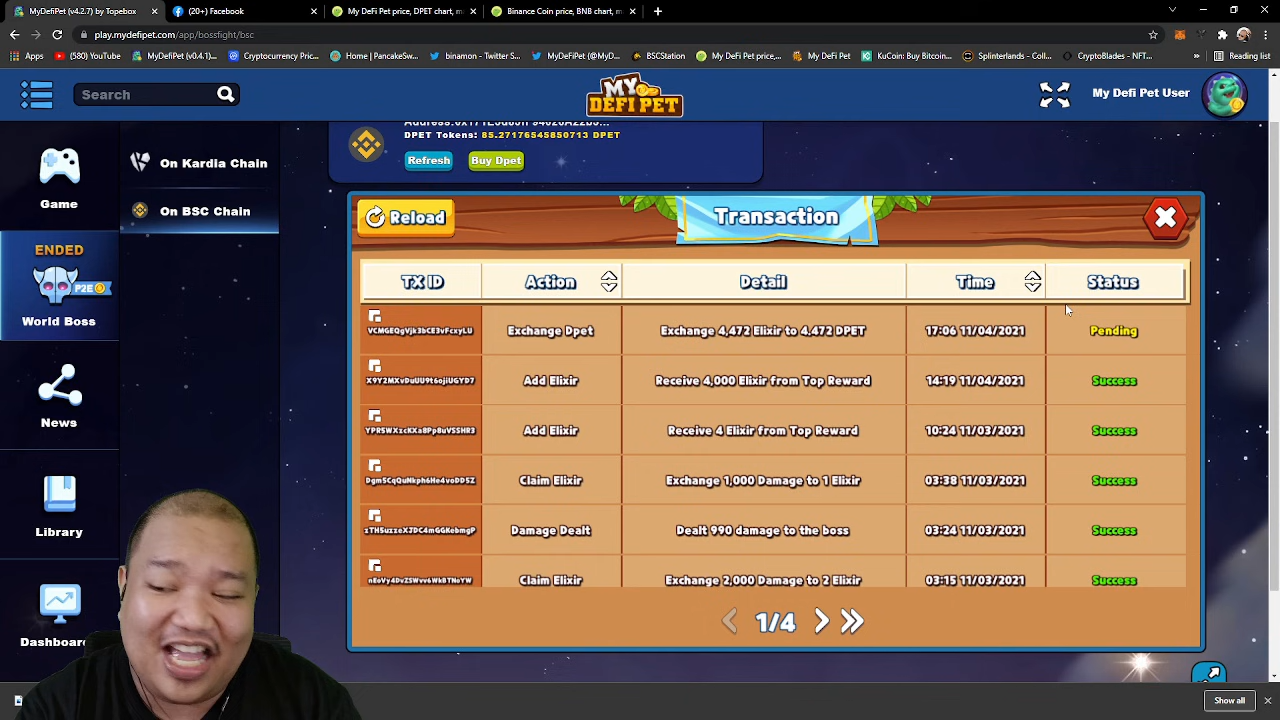 MyDefiPet (v4.2.7) by Topebox
(20+) Facebook
My DeFi Pet price, DPET chart, m
Binance Coin price, BNB chart, m
play.mydefipet.com/app/bossfight/bsc
Apps
(580) YouTube
MyDefiPet (v0.4.1)...
Cryptocurrency Pric...
Home | PancakeSw...
binamon - Twitter S...
MyDeFiPet (@MyD...
BSCStation
My DeFi Pet price, D...
My Defi Pet
KuCoin: Buy Bitcoin...
Splinterlands - Co...
CryptoBlades - NFT...
Reading list
Search
MY DEFI PET
My Defi Pet User
Game
On Kardia Chain
On BSC Chain
ENDED
P2E
World Boss
News
Library
Dashboard
DPET Tokens: 85.27176545850713 DPET
Refresh
Buy Dpet
Reload
Transaction
TX ID Action Detail Time Status
Exchange Dpet Exchange 4,472 Elixir to 4.472 DPET 17:06 11/04/2021 Pending
X9Y2MXvDuUU9t6ojiUGYD7 Add Elixir Receive 4,000 Elixir from Top Reward 14:19 11/04/2021 Success
Add Elixir Receive 4 Elixir from Top Reward 10:24 11/03/2021 Success
Claim Elixir Exchange 1,000 Damage to 1 Elixir 03:38 11/03/2021 Success
Damage Dealt Dealt 990 damage to the boss 03:24 11/03/2021 Success
Claim Elixir Exchange 2,000 Damage to 2 Elixir 03:15 11/03/2021 Success
1/4
Show all